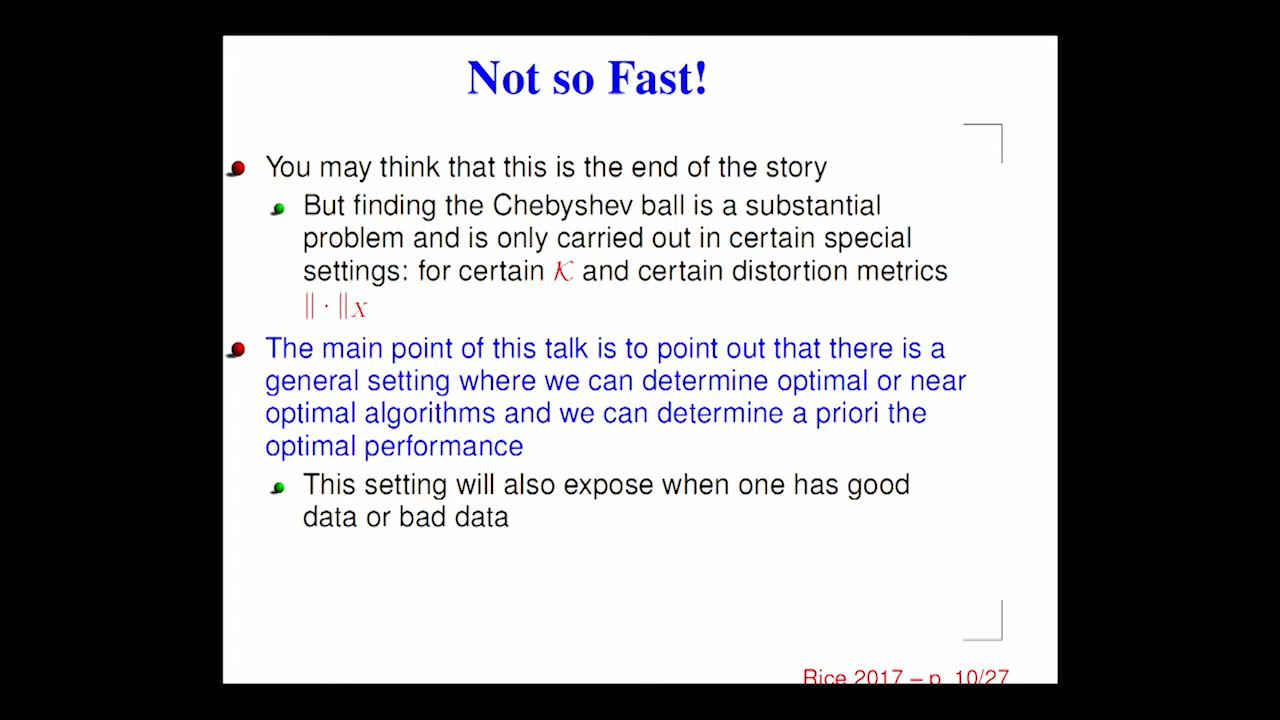 Not so Fast!
You may think that this is the end of the story
But finding the Chebyshev ball is a substantial
problem and is only carried out in certain special
settings: for certain 𝒦 and certain distortion metrics
‖ · ‖X
The main point of this talk is to point out that there is a
general setting where we can determine optimal or near
optimal algorithms and we can determine a priori the
optimal performance
This setting will also expose when one has good
data or bad data
Rice 2017 – p. 10/27